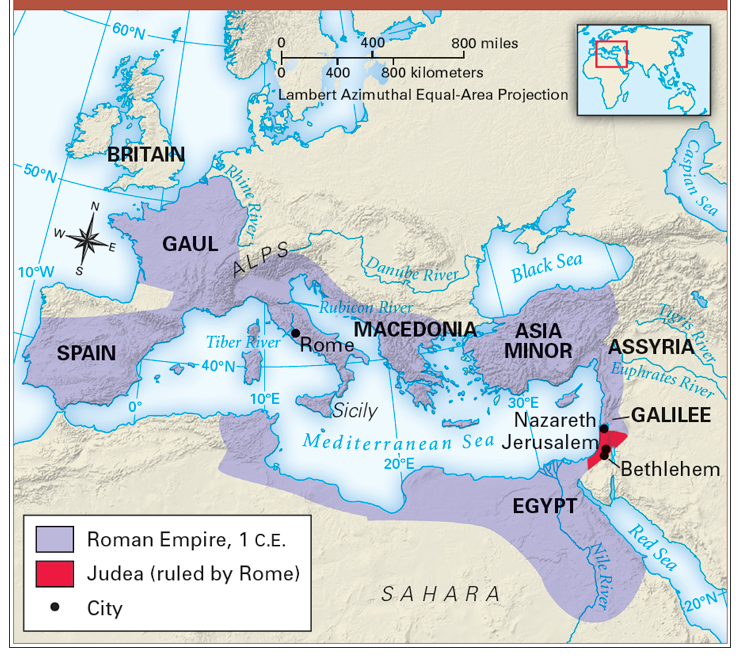 60°N
0 400 800 miles
0 400 800 kilometers
Lambert Azimuthal Equal-Area Projection
BRITAIN
50°N
Rhine River
Caspian Sea
N
W E
S
GAUL
ALPS
10°W
Danube River
Black Sea
Rubicon River
Tigris River
SPAIN
Tiber River
Rome
MACEDONIA
ASIA
MINOR
ASSYRIA
40°N
Euphrates River
0°
10°E
Sicily
30°E
Nazareth
GALILEE
Mediterranean Sea
Jerusalem
20°E
Bethlehem
EGYPT
Red Sea
Nile River
20°N
SAHARA
Roman Empire, 1 C.E.
Judea (ruled by Rome)
City